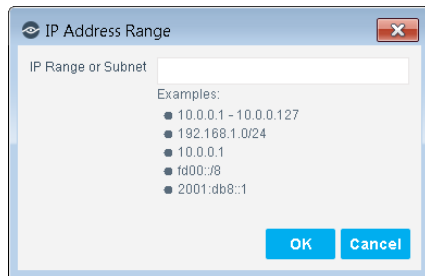 IP Address Range
IP Range or Subnet
Examples:
10.0.0.1 - 10.0.0.127
192.168.1.0/24
10.0.0.1
fd00::/8
2001:db8::1
OK Cancel